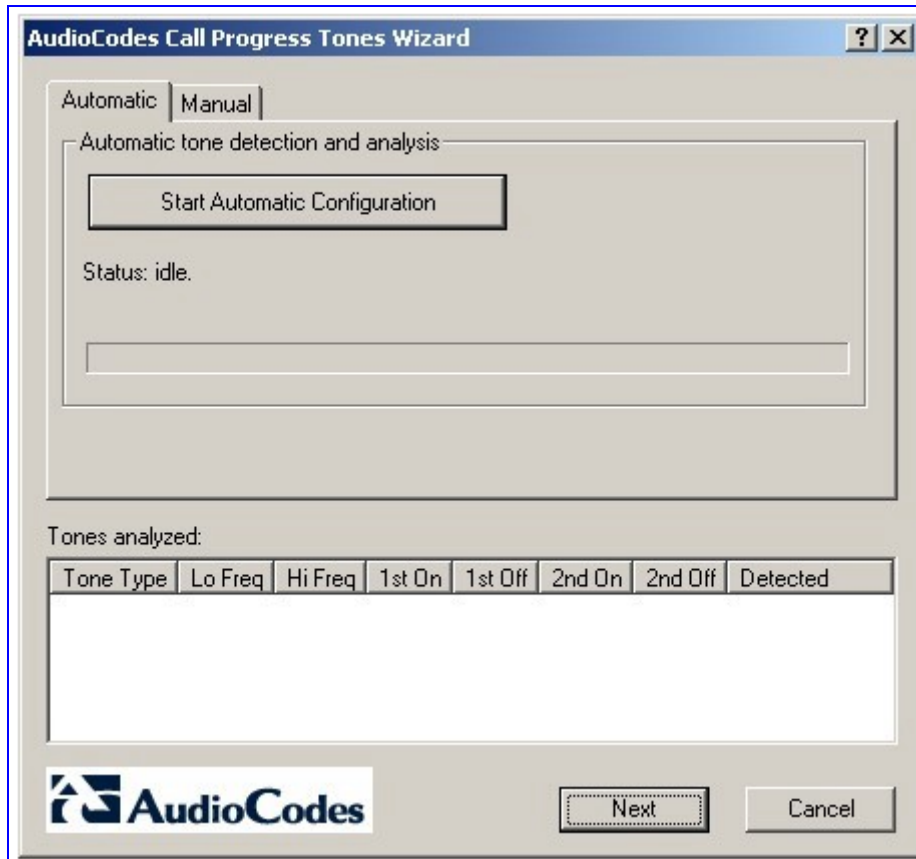 AudioCodes Call Progress Tones Wizard
Automatic Manual
Automatic tone detection and analysis
Start Automatic Configuration
Status: idle.
Tones analyzed:
Tone Type Lo Freq Hi Freq 1st On 1st Off 2nd On 2nd Off Detected
AudioCodes Next Cancel